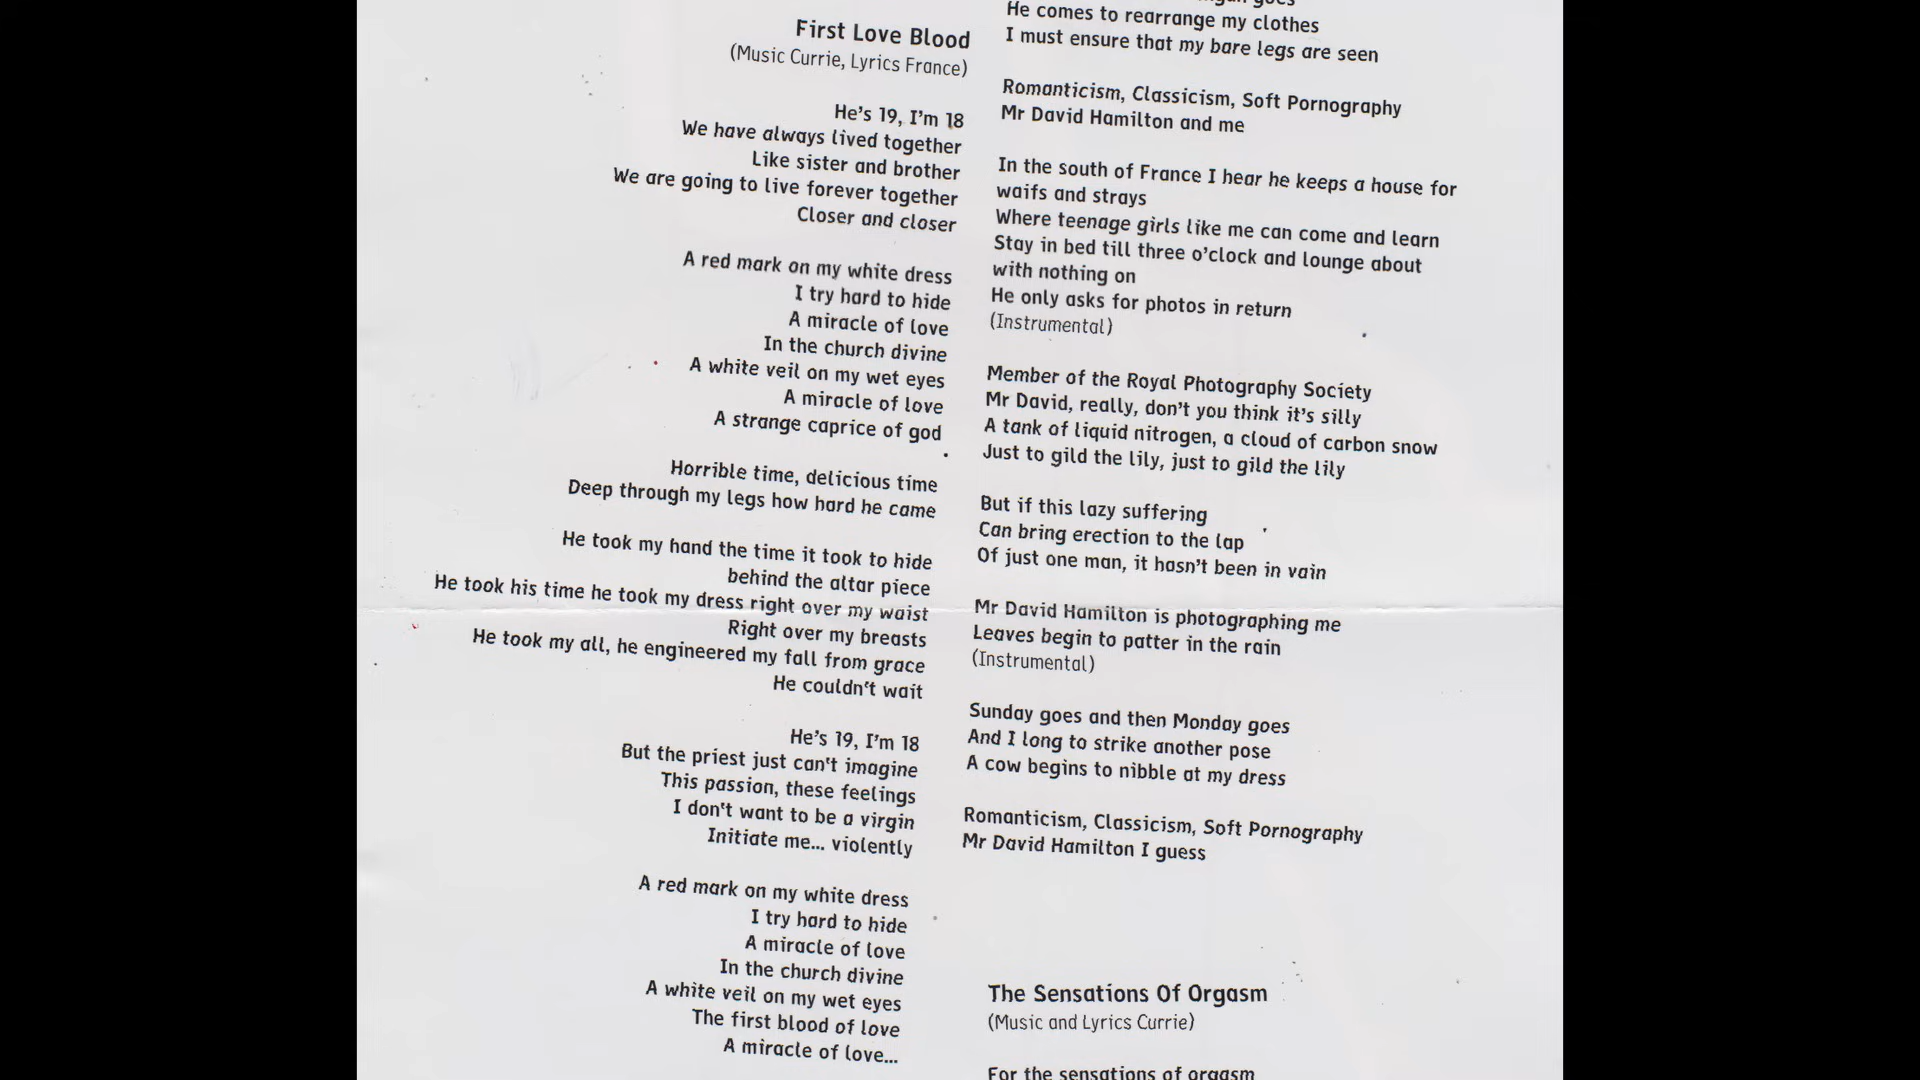 First Love Blood
(Music Currie, Lyrics France)
He's 19, I'm 18
We have always lived together
Like sister and brother
We are going to live forever together
Closer and closer
A red mark on my white dress
I try hard to hide
A miracle of love
In the church divine
A white veil on my wet eyes
A miracle of love
A strange caprice of god
Horrible time, delicious time
Deep through my legs how hard he came
He took my hand the time it took to hide
behind the altar piece
He took his time he took my dress right over my waist
Right over my breasts
He took my all, he engineered my fall from grace
He couldn't wait
He's 19, I'm 18
But the priest just can't imagine
This passion, these feelings
I don't want to be a virgin
Initiate me... violently
A red mark on my white dress
I try hard to hide
A miracle of love
In the church divine
A white veil on my wet eyes
The first blood of love
A miracle of love...
goes
He comes to rearrange my clothes
I must ensure that my bare legs are seen
Romanticism, Classicism, Soft Pornography
Mr David Hamilton and me
In the south of France I hear he keeps a house for
waifs and strays
Where teenage girls like me can come and learn
Stay in bed till three o'clock and lounge about
with nothing on
He only asks for photos in return
(Instrumental)
Member of the Royal Photography Society
Mr David, really, don't you think it's silly
A tank of liquid nitrogen, a cloud of carbon snow
Just to gild the lily, just to gild the lily
But if this lazy suffering
Can bring erection to the lap
Of just one man, it hasn't been in vain
Mr David Hamilton is photographing me
Leaves begin to patter in the rain
(Instrumental)
Sunday goes and then Monday goes
And I long to strike another pose
A cow begins to nibble at my dress
Romanticism, Classicism, Soft Pornography
Mr David Hamilton I guess
The Sensations Of Orgasm
(Music and Lyrics Currie)
For the sensations of orgasm